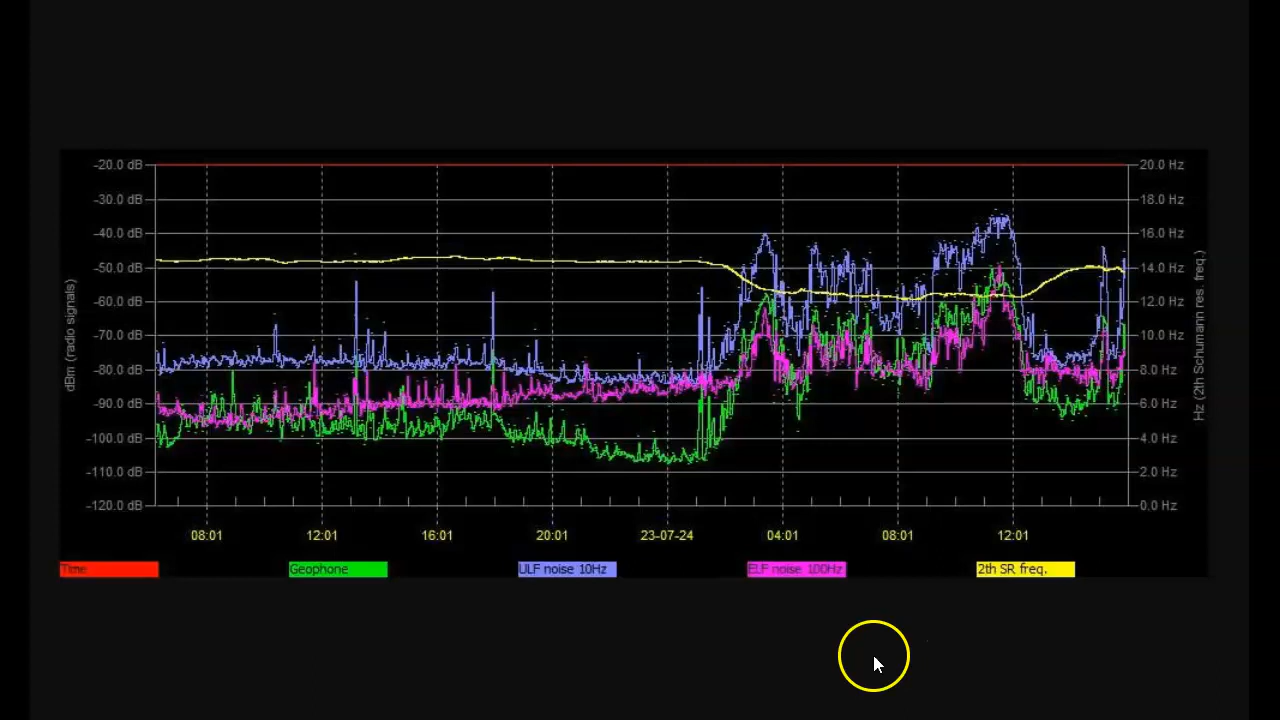 -20.0 dB
-30.0 dB
-40.0 dB
-50.0 dB
-60.0 dB
-70.0 dB
-80.0 dB
-90.0 dB
-100.0 dB
-110.0 dB
-120.0 dB
dBm (radio signals)
20.0 Hz
18.0 Hz
16.0 Hz
14.0 Hz
12.0 Hz
10.0 Hz
8.0 Hz
6.0 Hz
4.0 Hz
2.0 Hz
0.0 Hz
Hz (2th Schumann res. freq.)
08:01 12:01 16:01 20:01 23-07-24 04:01 08:01 12:01
Time Geophone ULF noise 10Hz ELF noise 100Hz 2th SR freq.